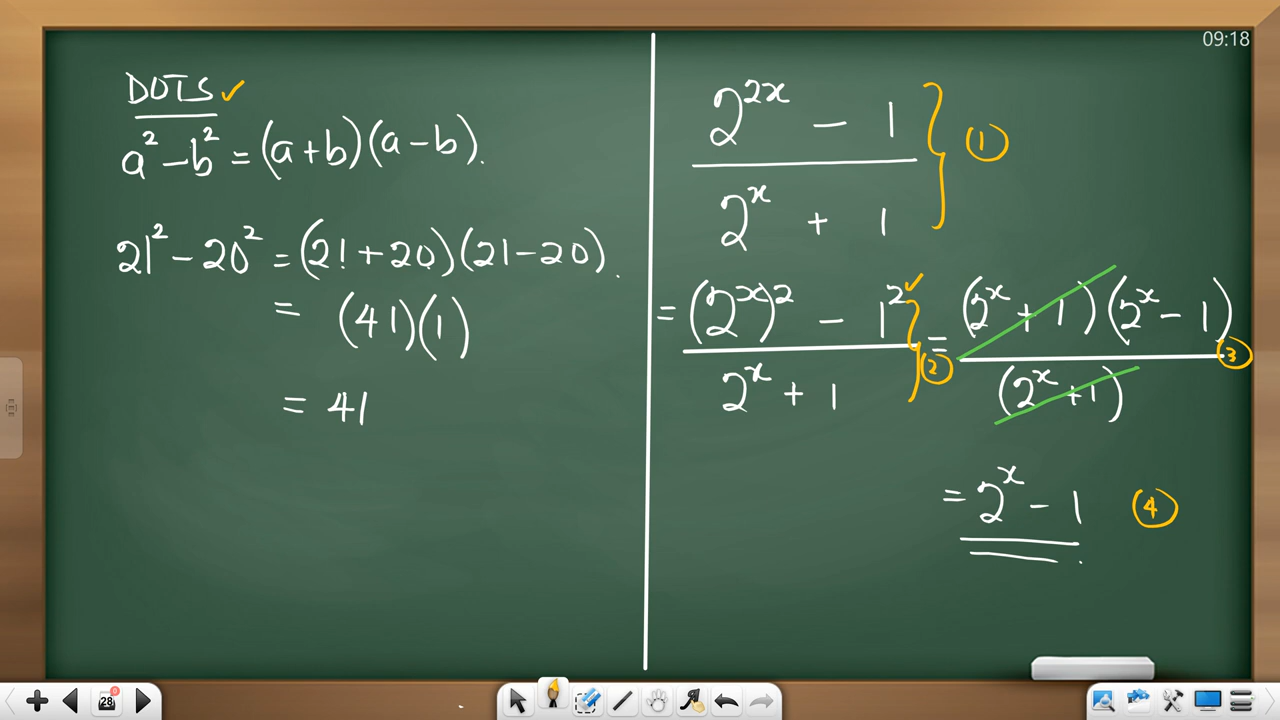 DOTS ✓
a² – b² = (a + b)(a – b).
21² – 20² = (21 + 20)(21 – 20).
= (41)(1)
= 41
09:18
2^{2x} – 1
2^x + 1
①
= (2^x)² – 1² ✓
2^x + 1
②
= (2^x + 1)(2^x – 1)
(2^x + 1)
③
= 2^x – 1 ④
28
0